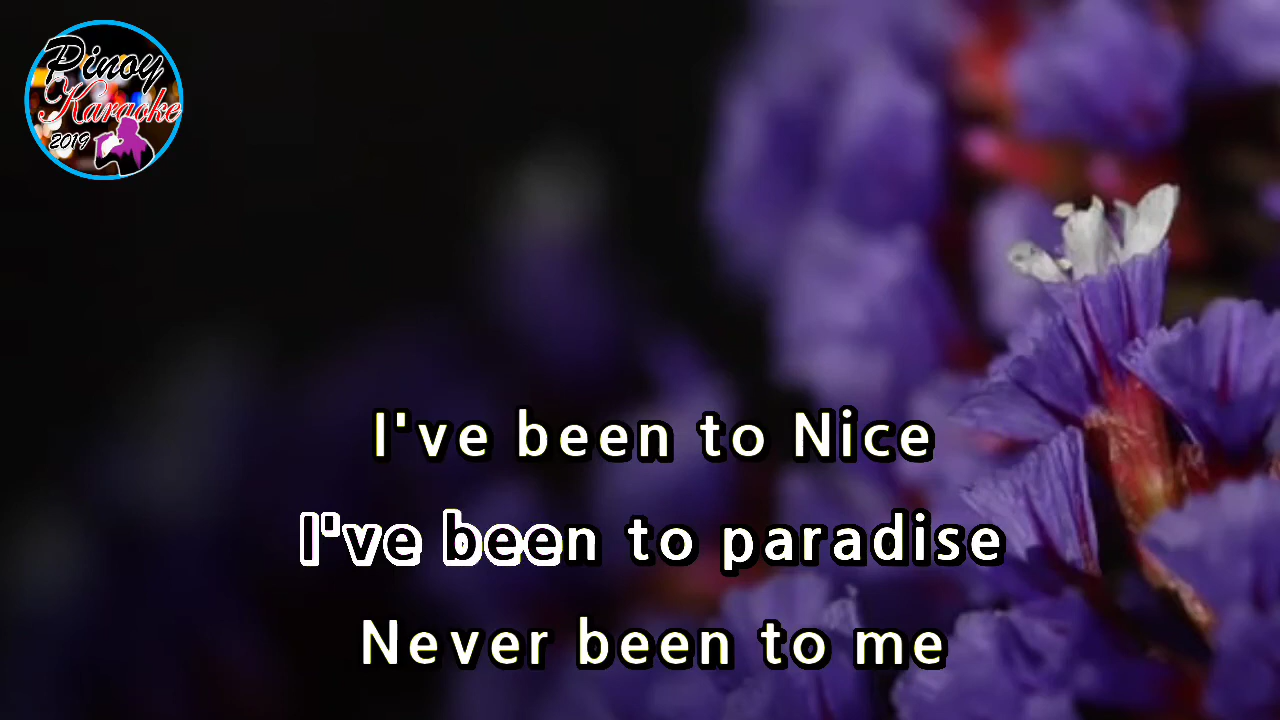 Pinoy
Karaoke
2019
I've been to Nice
I've been to paradise
Never been to me